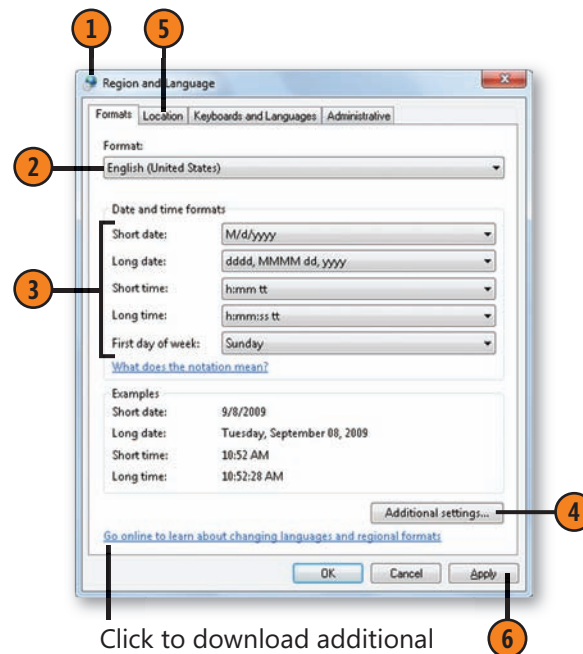 1 5
Region and Language
Formats Location Keyboards and Languages Administrative
Format:
2 English (United States)
Date and time formats
Short date: M/d/yyyy
Long date: dddd, MMMM dd, yyyy
3 Short time: h:mm tt
Long time: h:mm:ss tt
First day of week: Sunday
What does the notation mean?
Examples
Short date: 9/8/2009
Long date: Tuesday, September 08, 2009
Short time: 10:52 AM
Long time: 10:52:28 AM
Additional settings... 4
Go online to learn about changing languages and regional formats
OK Cancel Apply
Click to download additional 6